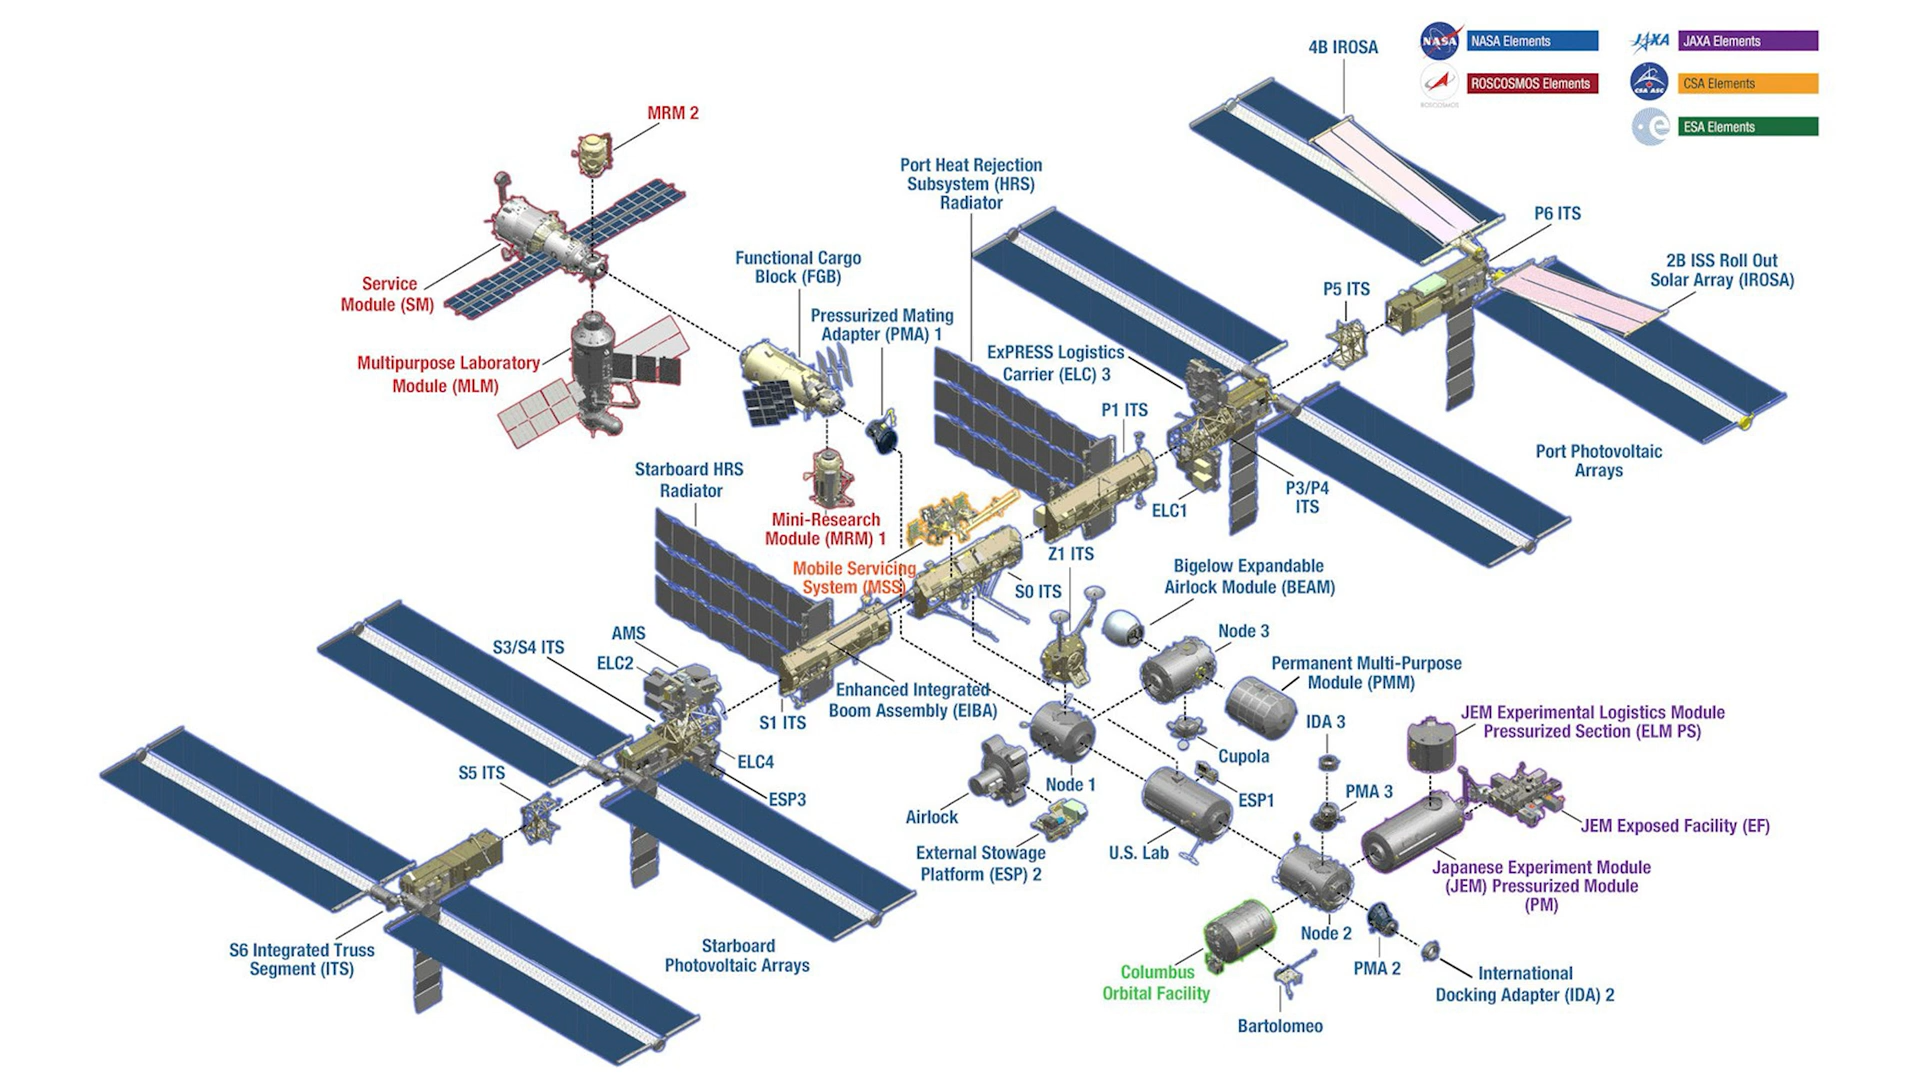 4B IROSA
NASA
NASA Elements
JAXA
JAXA Elements
ROSCOSMOS
ROSCOSMOS Elements
CSA ASC
CSA Elements
e
ESA Elements
MRM 2
Port Heat Rejection
Subsystem (HRS)
Radiator
P6 ITS
2B ISS Roll Out
Solar Array (IROSA)
P5 ITS
Functional Cargo
Block (FGB)
Service
Module (SM)
Pressurized Mating
Adapter (PMA) 1
Multipurpose Laboratory
Module (MLM)
ExPRESS Logistics
Carrier (ELC) 3
P1 ITS
Port Photovoltaic
Arrays
Starboard HRS
Radiator
P3/P4
ITS
ELC1
Mini-Research
Module (MRM) 1
Z1 ITS
Mobile Servicing
System (MSS)
S0 ITS
Bigelow Expandable
Airlock Module (BEAM)
Node 3
AMS
S3/S4 ITS
ELC2
Permanent Multi-Purpose
Module (PMM)
Enhanced Integrated
Boom Assembly (EIBA)
S1 ITS
IDA 3
JEM Experimental Logistics Module
Pressurized Section (ELM PS)
Cupola
ELC4
S5 ITS
Node 1
ESP3
ESP1
PMA 3
Airlock
JEM Exposed Facility (EF)
External Stowage
Platform (ESP) 2
U.S. Lab
Japanese Experiment Module
(JEM) Pressurized Module
(PM)
Node 2
S6 Integrated Truss
Segment (ITS)
Starboard
Photovoltaic Arrays
PMA 2
Columbus
Orbital Facility
International
Docking Adapter (IDA) 2
Bartolomeo